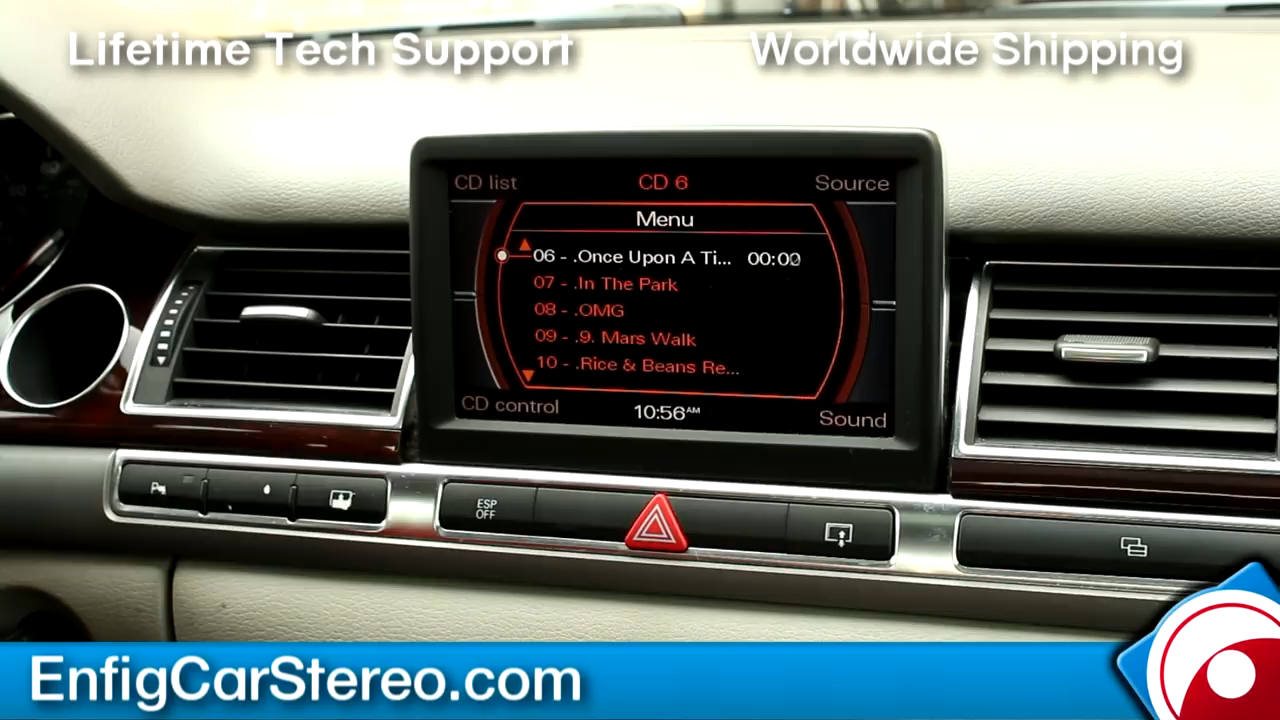 Lifetime Tech Support
Worldwide Shipping
CD list
CD 6
Source
Menu
06 - .Once Upon A Ti... 00:00
07 - .In The Park
08 - .OMG
09 - .9. Mars Walk
10 - .Rice & Beans Re...
CD control
10:56AM
Sound
ESP
OFF
EnfigCarStereo.com